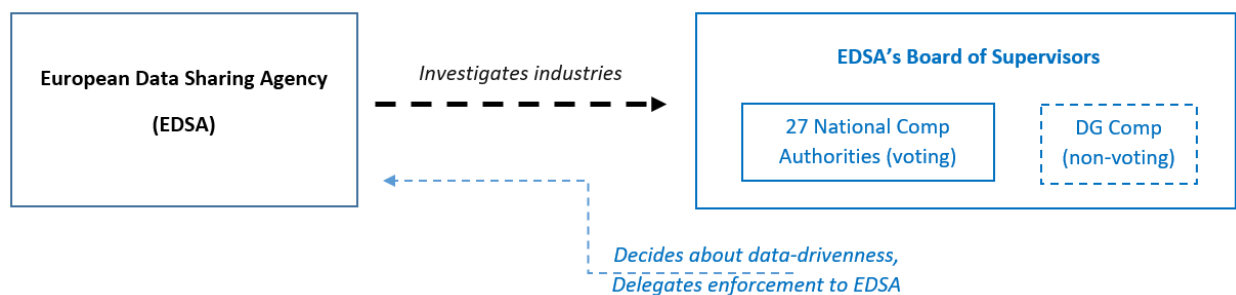 European Data Sharing Agency
(EDSA)
Investigates industries
EDSA's Board of Supervisors
27 National Comp
Authorities (voting)
DG Comp
(non-voting)
Decides about data-drivenness,
Delegates enforcement to EDSA